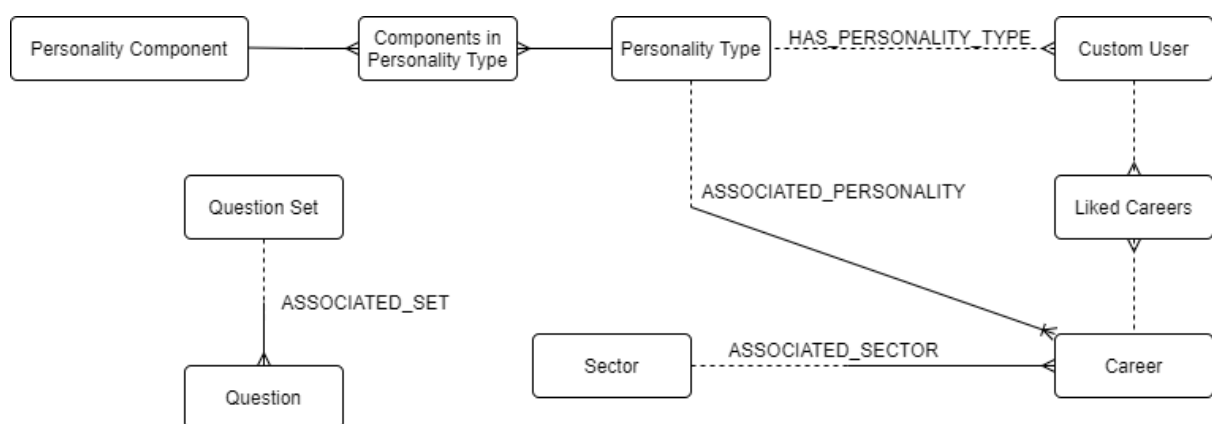 Personality Component
Components in
Personality Type
Personality Type
HAS_PERSONALITY_TYPE
Custom User
ASSOCIATED_PERSONALITY
Question Set
Liked Careers
ASSOCIATED_SET
ASSOCIATED_SECTOR
Sector
Career
Question